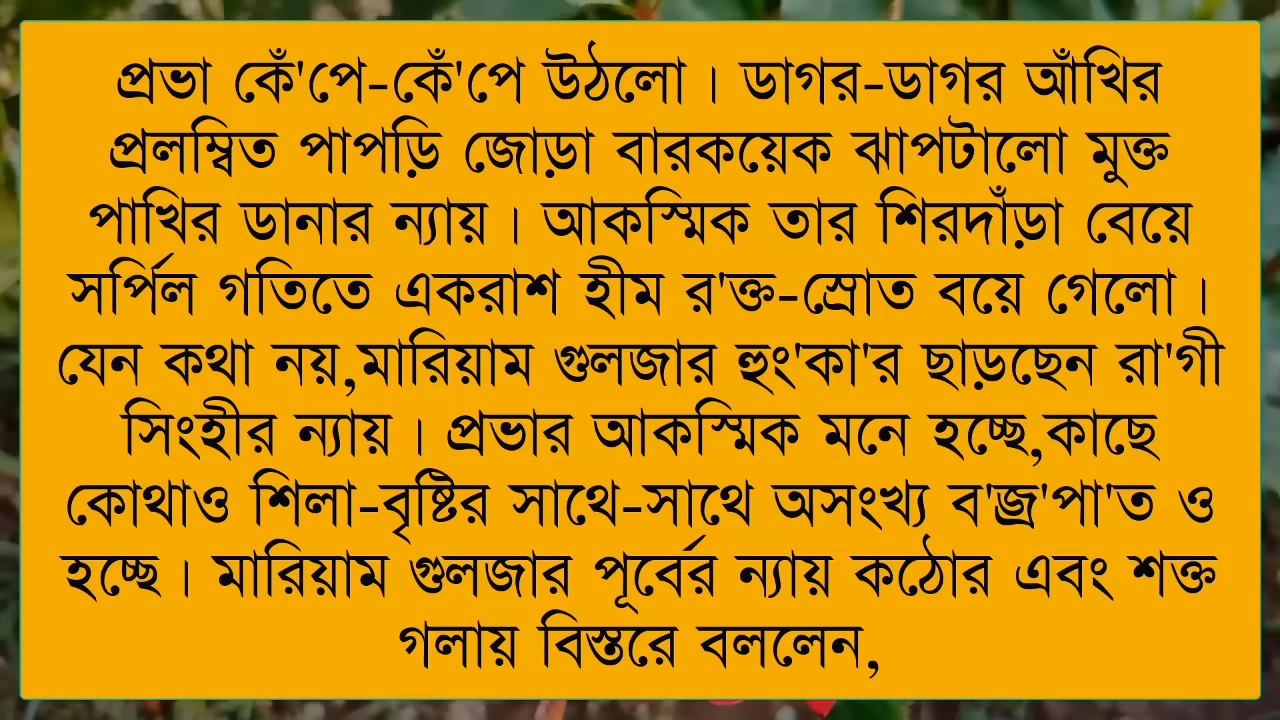 প্রভা কেঁ'পে-কেঁ'পে উঠলো। ডাগর-ডাগর আঁখির
প্রলম্বিত পাপড়ি জোড়া বারকয়েক ঝাপটালো মুক্ত
পাখির ডানার ন্যায়। আকস্মিক তার শিরদাঁড়া বেয়ে
সর্পিল গতিতে একরাশ হীম র'ক্ত-স্রোত বয়ে গেলো।
যেন কথা নয়,মারিয়াম গুলজার হুং'কা'র ছাড়ছেন রা'গী
সিংহীর ন্যায়। প্রভার আকস্মিক মনে হচ্ছে,কাছে
কোথাও শিলা-বৃষ্টির সাথে-সাথে অসংখ্য ব'জ্র'পা'ত ও
হচ্ছে। মারিয়াম গুলজার পূর্বের ন্যায় কঠোর এবং শক্ত
গলায় বিস্তরে বললেন,